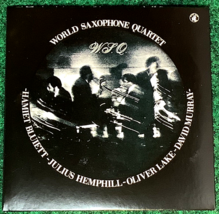 WORLD SAXOPHONE QUARTET
WSQ
-HAMIET BLUIETT-JULIUS HEMPHILL-OLIVER LAKE-DAVID MURRAY-